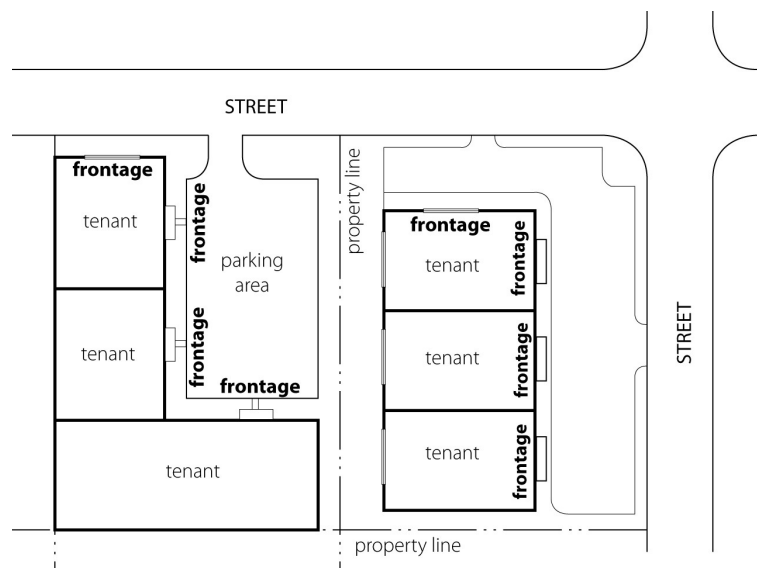 STREET
frontage
tenant
frontage
parking
area
tenant
frontage
frontage
tenant
property line
frontage
tenant
frontage
tenant
frontage
tenant
frontage
STREET
property line